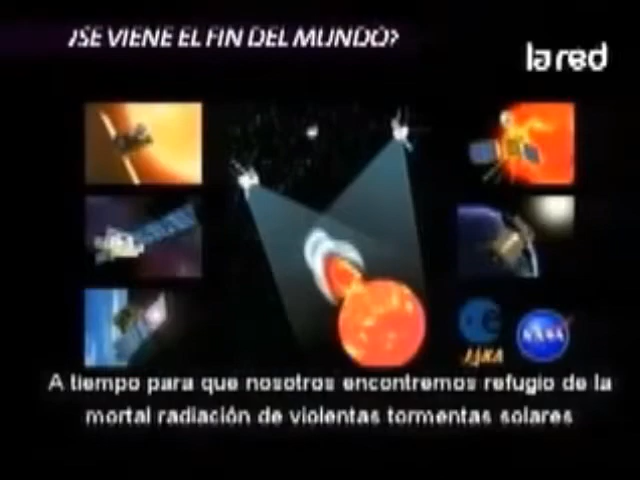 ¿SE VIENE EL FIN DEL MUNDO?
la red
NASA
A tiempo para que nosotros encontremos refugio de la
mortal radiación de violentas tormentas solares